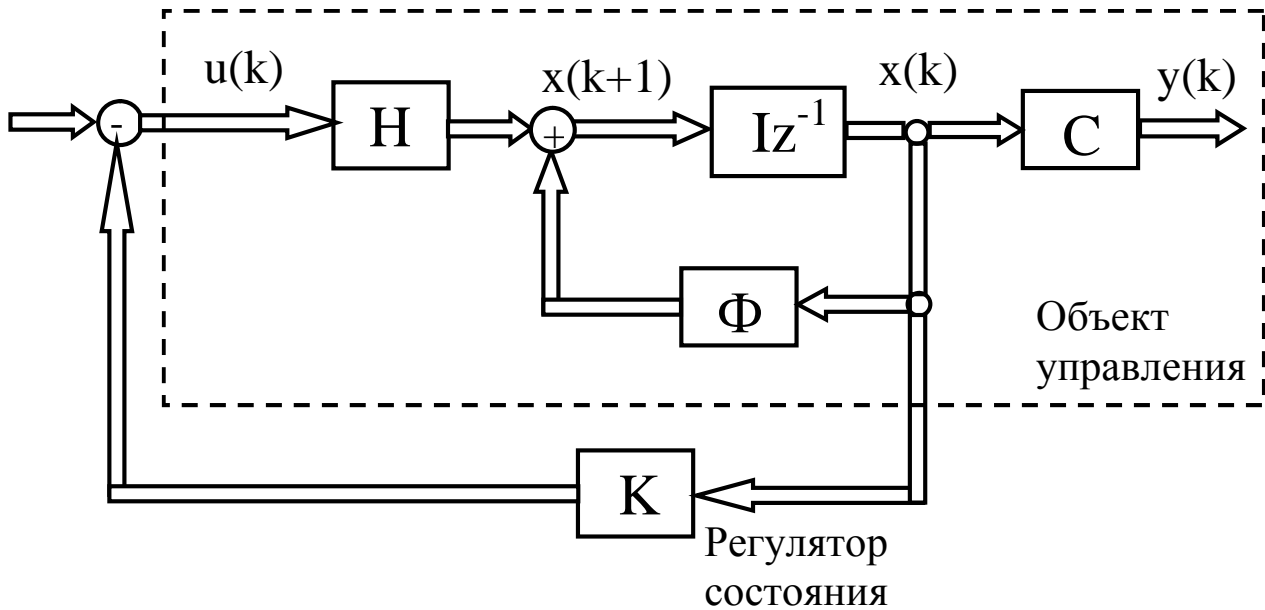 u(k)
x(k+1)
x(k)
y(k)
-
H
+
Iz⁻¹
C
Ф
Объект
управления
K
Регулятор
состояния